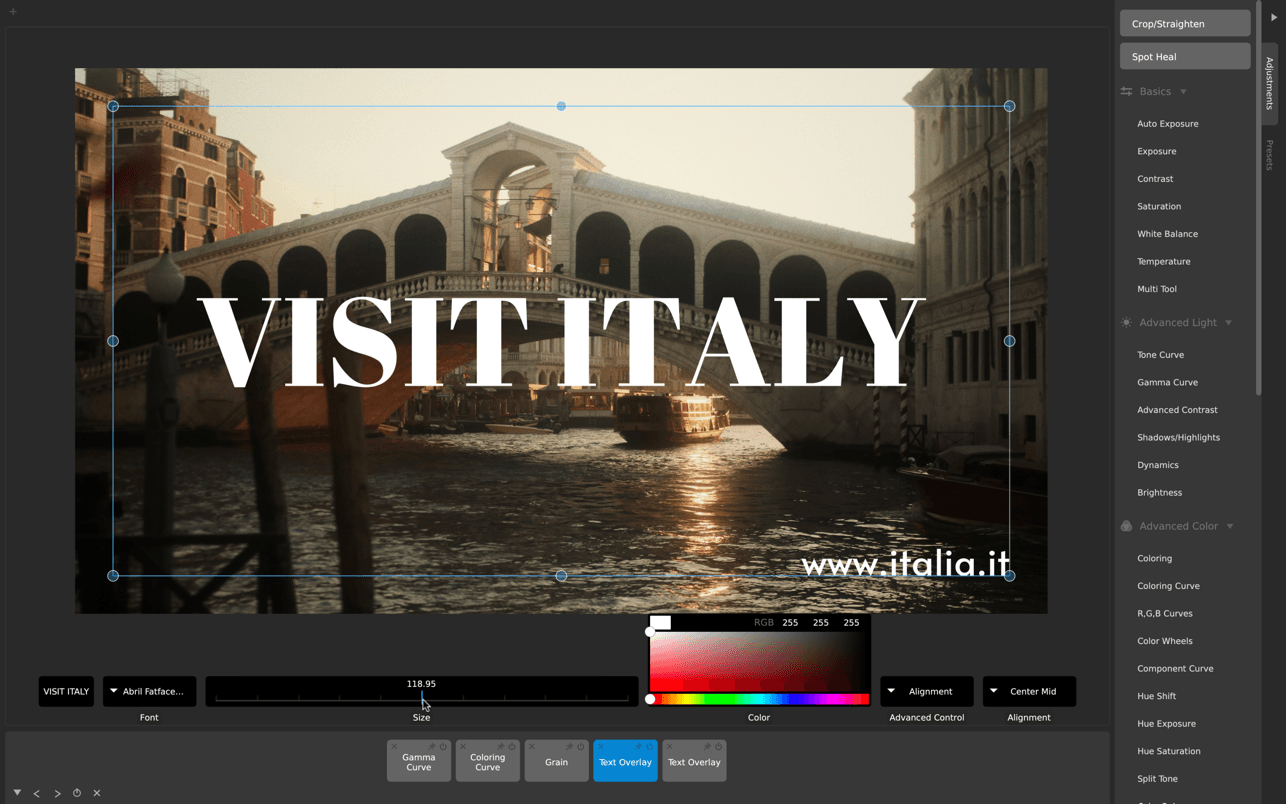 VISIT ITALY
www.italia.it
RGB 255 255 255
VISIT ITALY
Abril Fatface...
118.95
Alignment
Center Mid
Font
Size
Color
Advanced Control
Alignment
Gamma
Curve
Coloring
Curve
Grain
Text Overlay
Text Overlay
Crop/Straighten
Spot Heal
Basics
Auto Exposure
Exposure
Contrast
Saturation
White Balance
Temperature
Multi Tool
Advanced Light
Tone Curve
Gamma Curve
Advanced Contrast
Shadows/Highlights
Dynamics
Brightness
Advanced Color
Coloring
Coloring Curve
R,G,B Curves
Color Wheels
Component Curve
Hue Shift
Hue Exposure
Hue Saturation
Split Tone
Adjustments
Presets